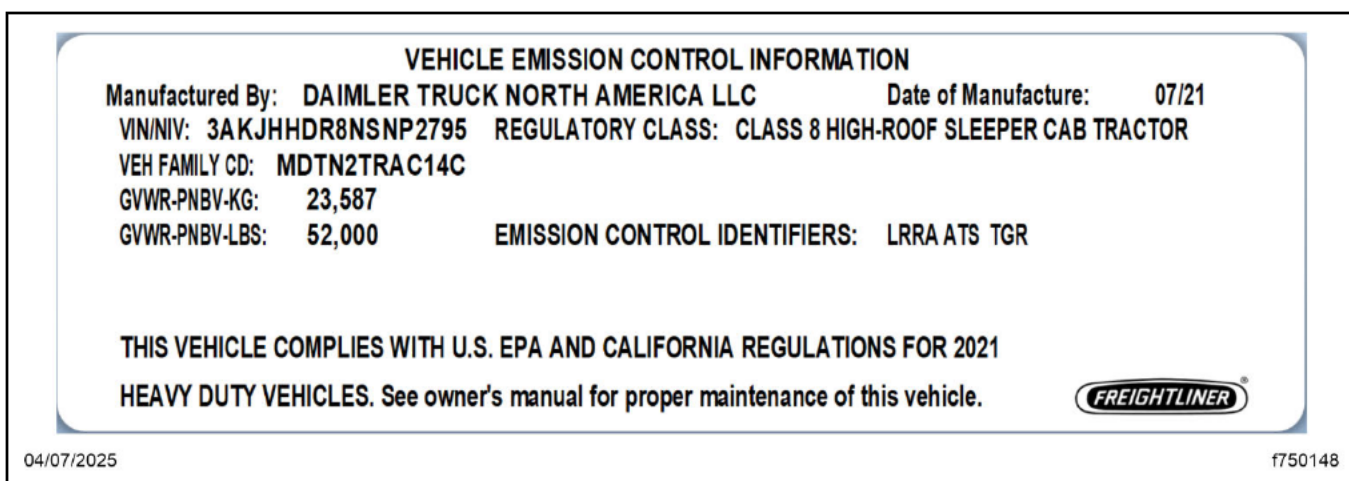 VEHICLE EMISSION CONTROL INFORMATION
Manufactured By: DAIMLER TRUCK NORTH AMERICA LLC Date of Manufacture: 07/21
VIN/NIV: 3AKJHHDR8NSNP2795 REGULATORY CLASS: CLASS 8 HIGH-ROOF SLEEPER CAB TRACTOR
VEH FAMILY CD: MDTN2TRAC14C
GVWR-PNBV-KG: 23,587
GVWR-PNBV-LBS: 52,000 EMISSION CONTROL IDENTIFIERS: LRRA ATS TGR
THIS VEHICLE COMPLIES WITH U.S. EPA AND CALIFORNIA REGULATIONS FOR 2021
HEAVY DUTY VEHICLES. See owner's manual for proper maintenance of this vehicle.
FREIGHTLINER®
04/07/2025 f750148